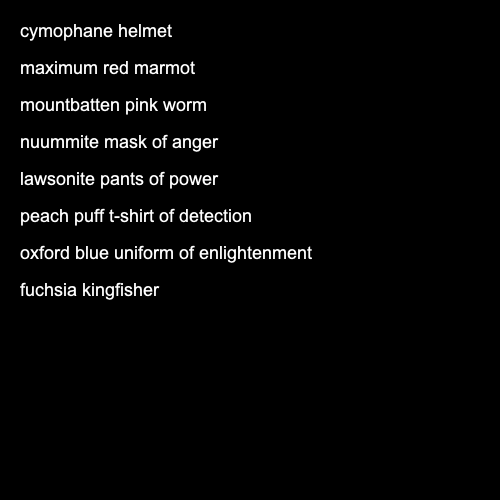 cymophane helmet
maximum red marmot
mountbatten pink worm
nuummite mask of anger
lawsonite pants of power
peach puff t-shirt of detection
oxford blue uniform of enlightenment
fuchsia kingfisher